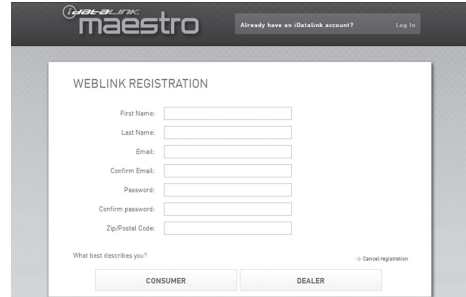 iDATALINK
maestro
Already have an iDatalink account? Log In
WEBLINK REGISTRATION
First Name:
Last Name:
Email:
Confirm Email:
Password:
Confirm password:
Zip/Postal Code:
What best describes you?
-> Cancel registration
CONSUMER DEALER